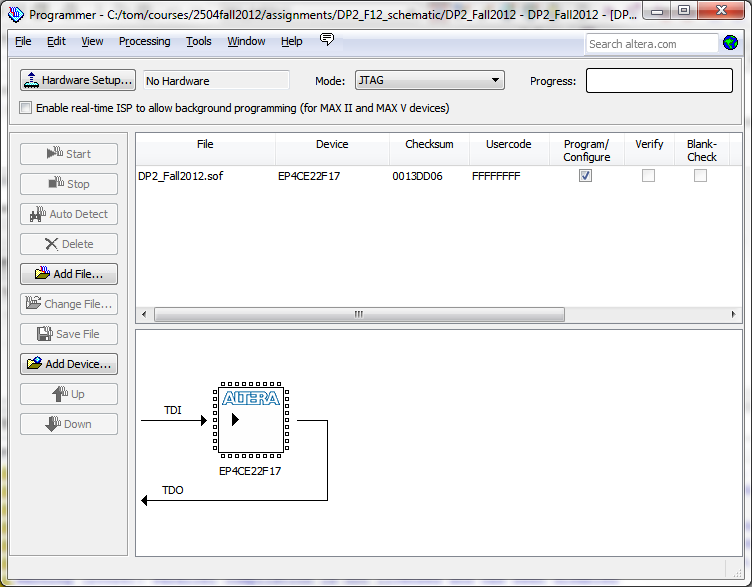 Programmer - C:/tom/courses/2504fall2012/assignments/DP2_F12_schematic/DP2_Fall2012 - DP2_Fall2012 - [DP...
File Edit View Processing Tools Window Help
Search altera.com
Hardware Setup... No Hardware Mode: JTAG Progress:
Enable real-time ISP to allow background programming (for MAX II and MAX V devices)
Start
Stop
Auto Detect
Delete
Add File...
Change File...
Save File
Add Device...
Up
Down
File Device Checksum Usercode Program/ Verify Blank-
Configure Check
DP2_Fall2012.sof EP4CE22F17 0013DD06 FFFFFFFF
ALTERA
TDI
EP4CE22F17
TDO